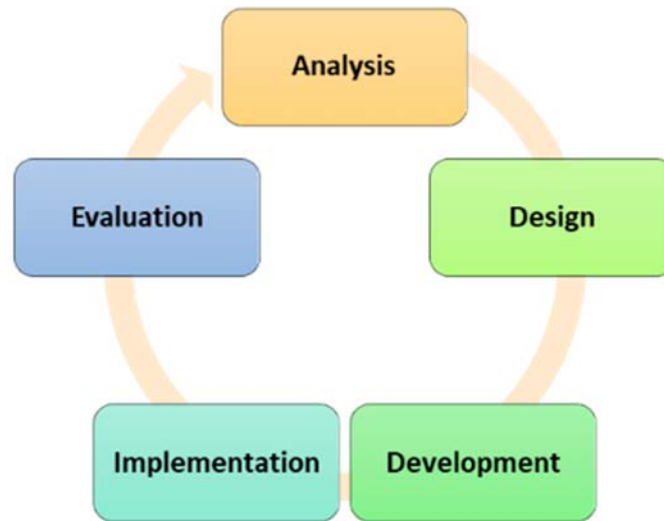 Analysis
Design
Development
Implementation
Evaluation